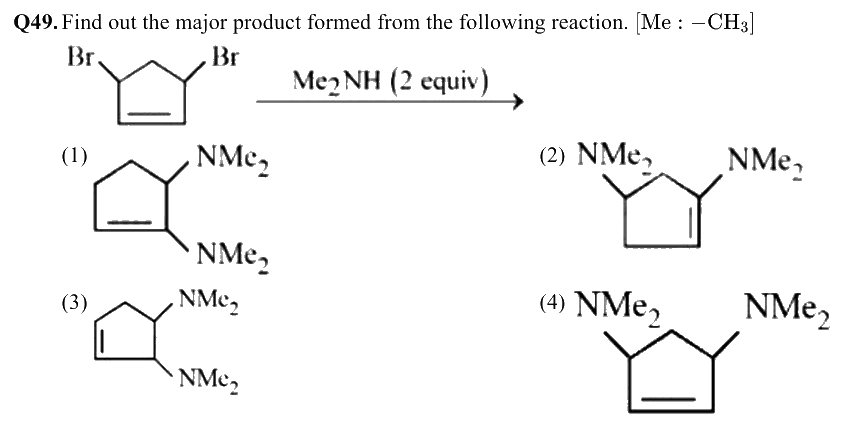 Q49. Find out the major product formed from the following reaction. [Me : −CH₃]
Br Br
Me₂NH (2 equiv)
(1) NMe₂
NMe₂
(2) NMe₂ NMe₂
(3) NMe₂
NMe₂
(4) NMe₂ NMe₂